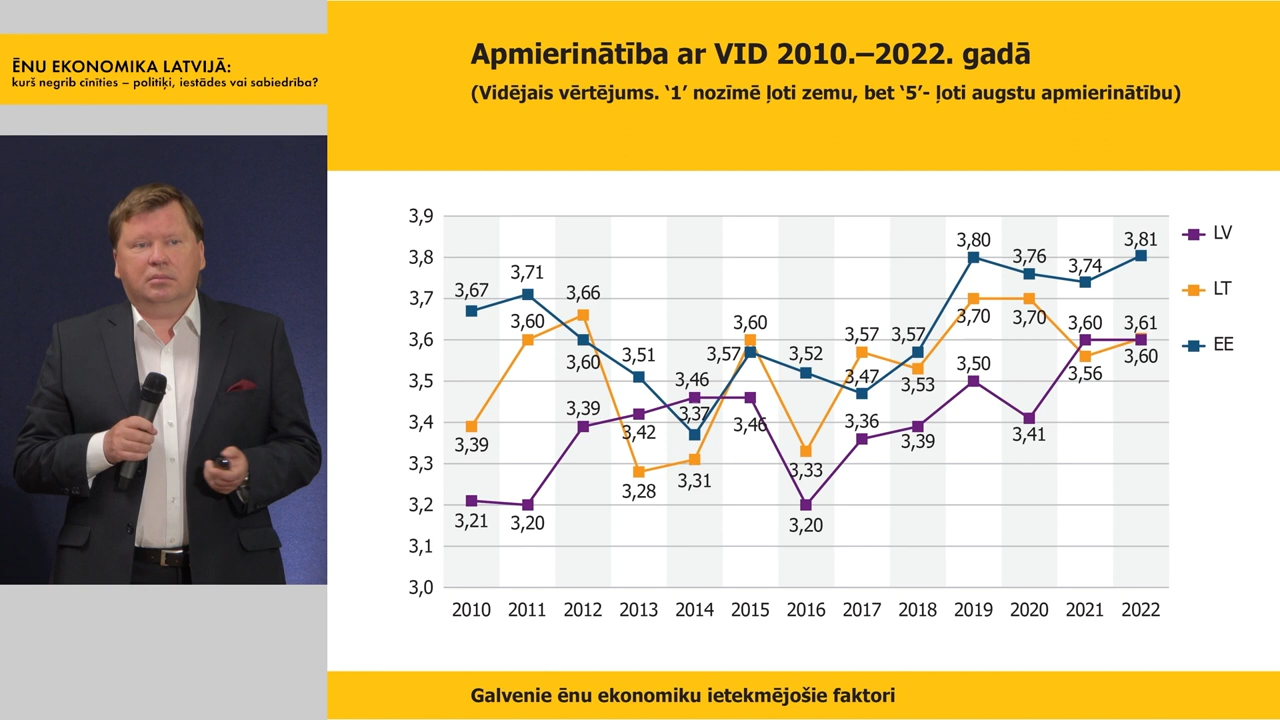 ĒNU EKONOMIKA LATVIJĀ:
kurš negrib cīnīties – politiķi, iestādes vai sabiedrība?
Apmierinātība ar VID 2010.–2022. gadā
(Vidējais vērtējums. ‘1’ nozīmē ļoti zemu, bet ‘5’- ļoti augstu apmierinātību)
3,9
3,8
3,7
3,6
3,5
3,4
3,3
3,2
3,1
3,0
3,67 3,71 3,60 3,51 3,37 3,57 3,52 3,47 3,57 3,80 3,76 3,74 3,81
3,39 3,60 3,66 3,28 3,31 3,60 3,33 3,57 3,53 3,70 3,70 3,56 3,61
3,21 3,20 3,39 3,42 3,46 3,46 3,20 3,36 3,39 3,50 3,41 3,60 3,60
2010 2011 2012 2013 2014 2015 2016 2017 2018 2019 2020 2021 2022
LV
LT
EE
Galvenie ēnu ekonomiku ietekmējošie faktori